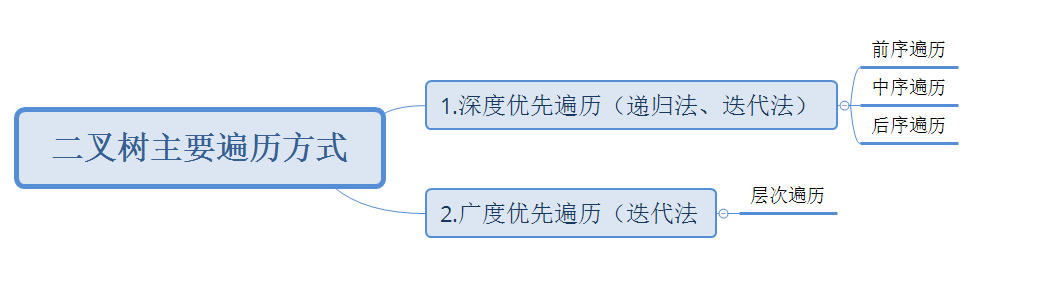 二叉树主要遍历方式
1.深度优先遍历（递归法、迭代法）
前序遍历
中序遍历
后序遍历
2.广度优先遍历（迭代法
层次遍历